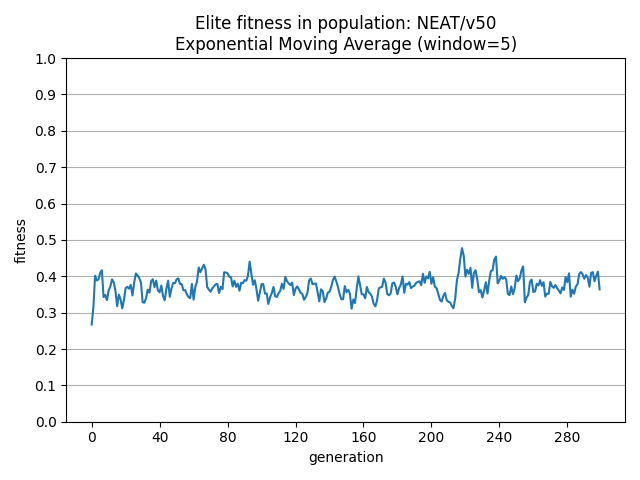 Elite fitness in population: NEAT/v50
Exponential Moving Average (window=5)
1.0
0.9
0.8
0.7
0.6
0.5
0.4
0.3
0.2
0.1
0.0
fitness
0 40 80 120 160 200 240 280
generation